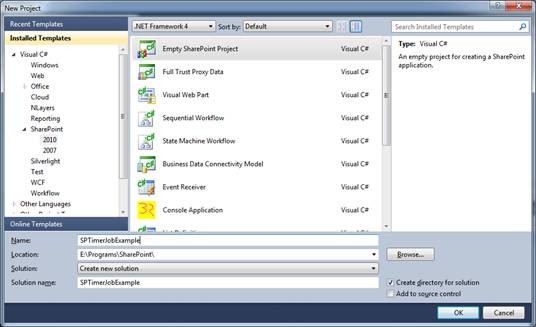 New Project
Recent Templates
Installed Templates
Visual C#
Windows
Web
Office
Cloud
NLayers
Reporting
SharePoint
2010
2007
Silverlight
Test
WCF
Workflow
Other Languages
Online Templates
.NET Framework 4
Sort by: Default
Empty SharePoint Project Visual C#
Full Trust Proxy Data Visual C#
Visual Web Part Visual C#
Sequential Workflow Visual C#
State Machine Workflow Visual C#
Business Data Connectivity Model Visual C#
Event Receiver Visual C#
Console Application Visual C#
Search Installed Templates
Type: Visual C#
An empty project for creating a SharePoint
application.
Name: SPTimerJobExample
Location: E:\Programs\SharePoint\
Browse...
Solution: Create new solution
Solution name: SPTimerJobExample
Create directory for solution
Add to source control
OK
Cancel